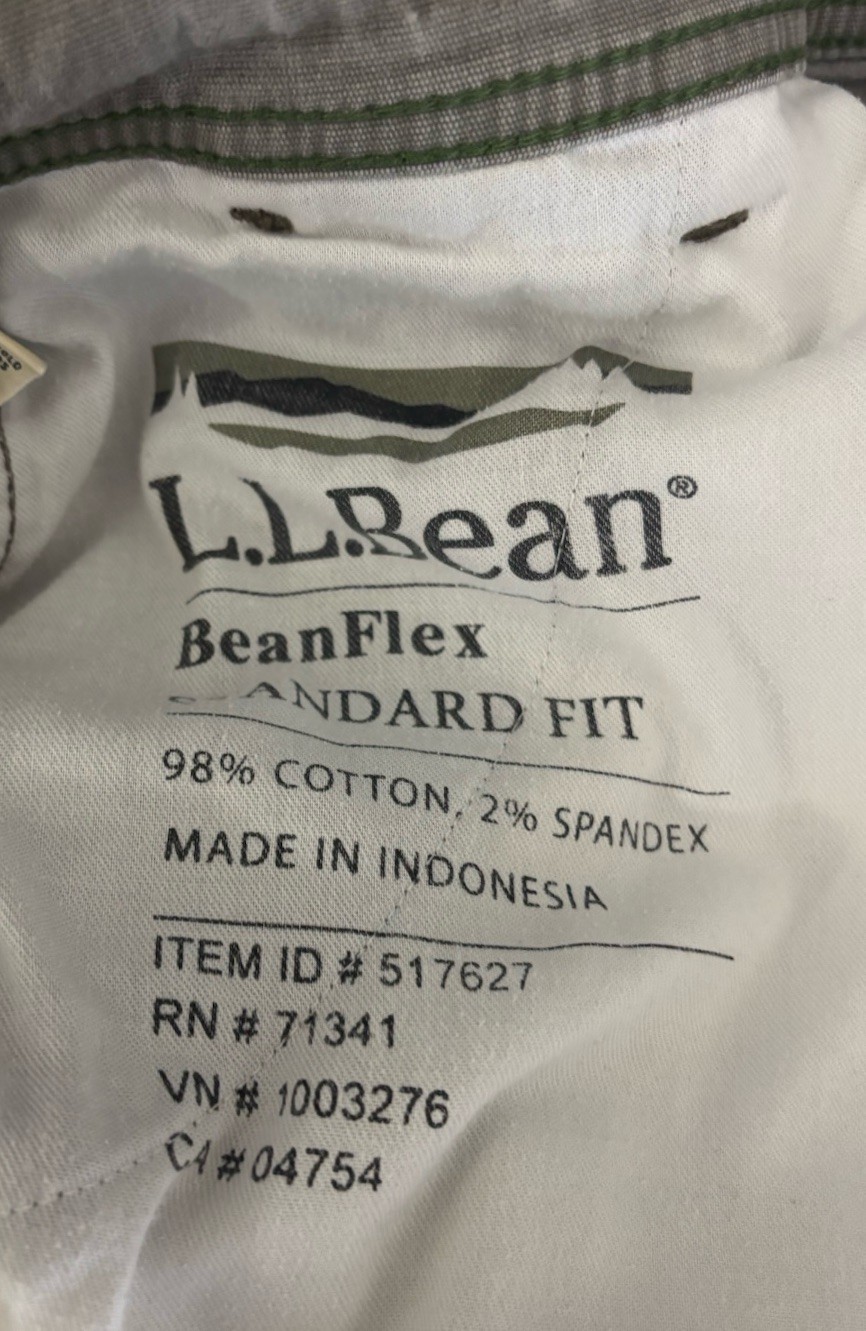 L.L.Bean®
BeanFlex
STANDARD FIT
98% COTTON, 2% SPANDEX
MADE IN INDONESIA
ITEM ID # 517627
RN # 71341
VN # 1003276
CA # 04754